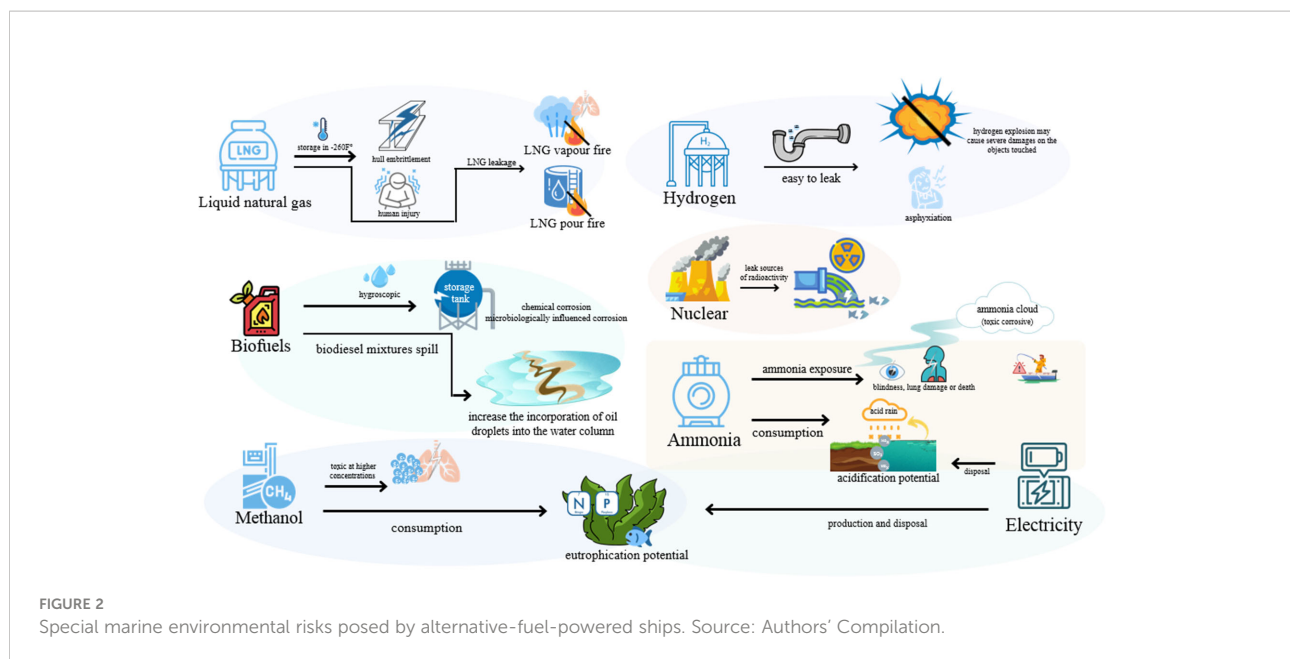 LNG
Liquid natural gas
storage in -260F°
hull embrittlement
human injury
LNG leakage
LNG vapour fire
LNG pour fire
H₂
Hydrogen
easy to leak
hydrogen explosion may
cause severe damages on the
objects touched
asphyxiation
Biofuels
hygroscopic
storage
tank
chemical corrosion
microbiologically influenced corrosion
biodiesel mixtures spill
increase the incorporation of oil
droplets into the water column
Nuclear
leak sources
of radioactivity
ammonia cloud
(toxic corrosive)
Ammonia
ammonia exposure
blindness, lung damage or death
consumption
acid rain
acidification potential
CH₄
Methanol
toxic at higher
concentrations
consumption
N
P
eutrophication potential
disposal
production and disposal
Electricity
FIGURE 2
Special marine environmental risks posed by alternative-fuel-powered ships. Source: Authors’ Compilation.